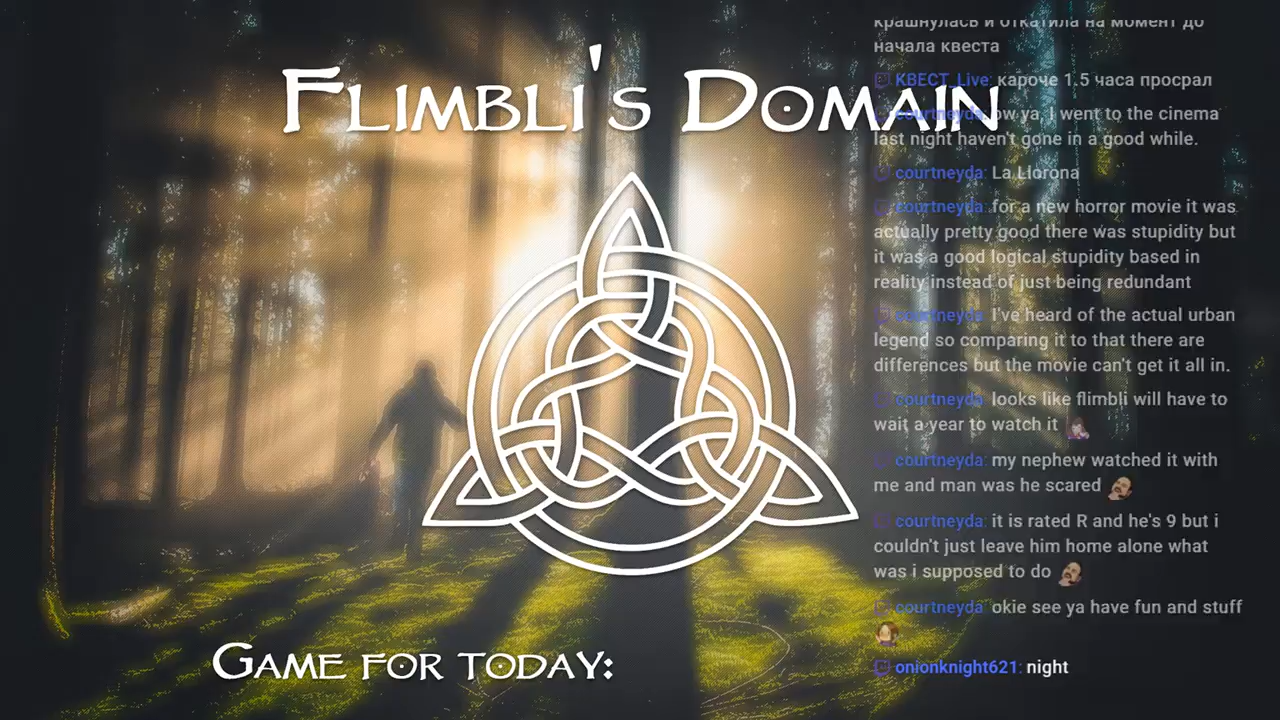 Flimbli's Domain
крашнулась и откатила на момент до
начала квеста
KBECT_Live: кароче 1.5 часа просрал
courtneyda: ow ya, I went to the cinema
last night haven't gone in a good while.
courtneyda: La Llorona
courtneyda: for a new horror movie it was
actually pretty good there was stupidity but
it was a good logical stupidity based in
reality instead of just being redundant
courtneyda: I've heard of the actual urban
legend so comparing it to that there are
differences but the movie can't get it all in.
courtneyda: looks like flimbli will have to
wait a year to watch it
courtneyda: my nephew watched it with
me and man was he scared
courtneyda: it is rated R and he's 9 but i
couldn't just leave him home alone what
was i supposed to do
courtneyda: okie see ya have fun and stuff
onionknight621: night
Game for today: